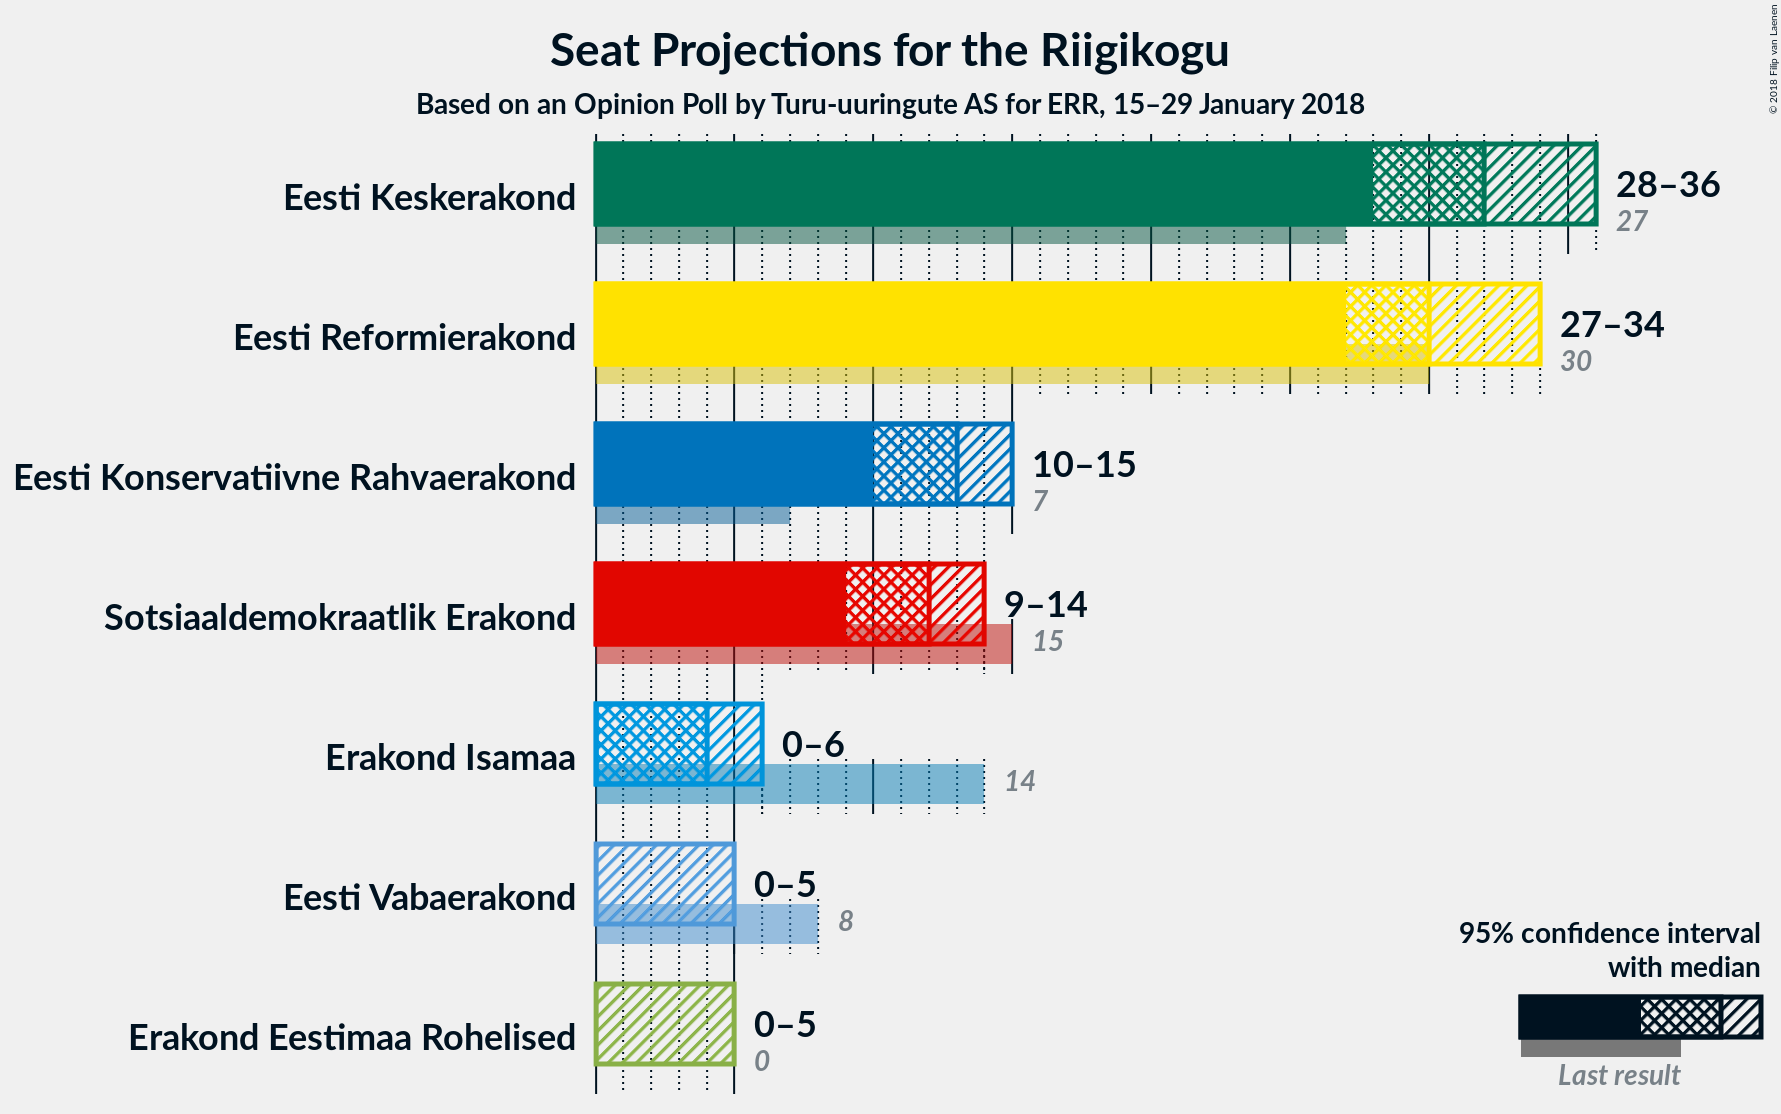 Seat Projections for the Riigikogu
Based on an Opinion Poll by Turu-uuringute AS for ERR, 15–29 January 2018
© 2018 Filip van Laenen
Eesti Keskerakond
28–36
27
Eesti Reformierakond
27–34
30
Eesti Konservatiivne Rahvaerakond
10–15
7
Sotsiaaldemokraatlik Erakond
9–14
15
Erakond Isamaa
0–6
14
Eesti Vabaerakond
0–5
8
Erakond Eestimaa Rohelised
0–5
0
95% confidence interval
with median
Last result